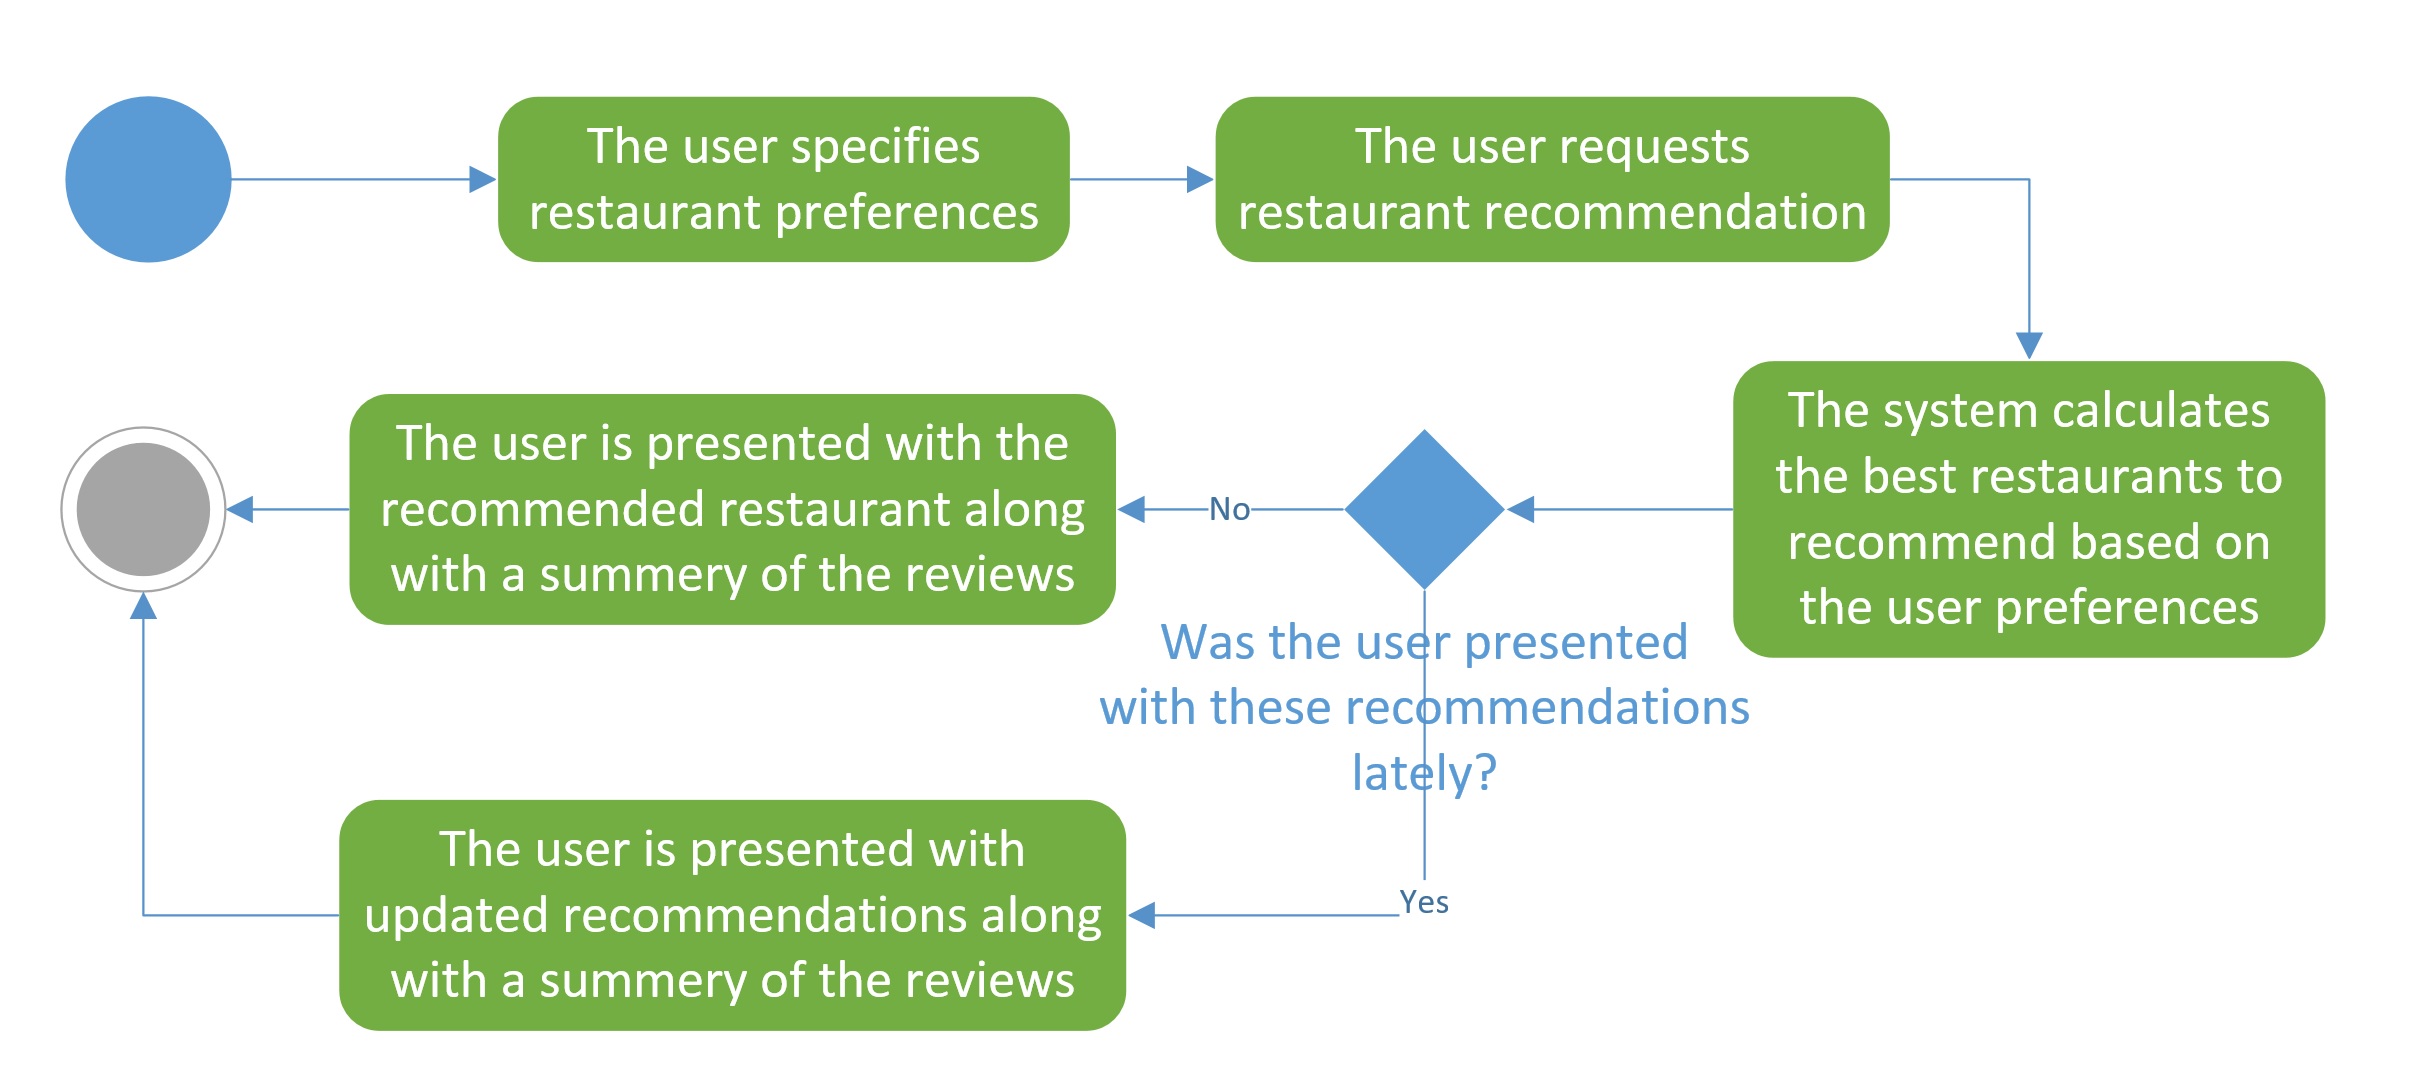 The user specifies
restaurant preferences
The user requests
restaurant recommendation
The system calculates
the best restaurants to
recommend based on
the user preferences
Was the user presented
with these recommendations
lately?
No
The user is presented with the
recommended restaurant along
with a summery of the reviews
Yes
The user is presented with
updated recommendations along
with a summery of the reviews